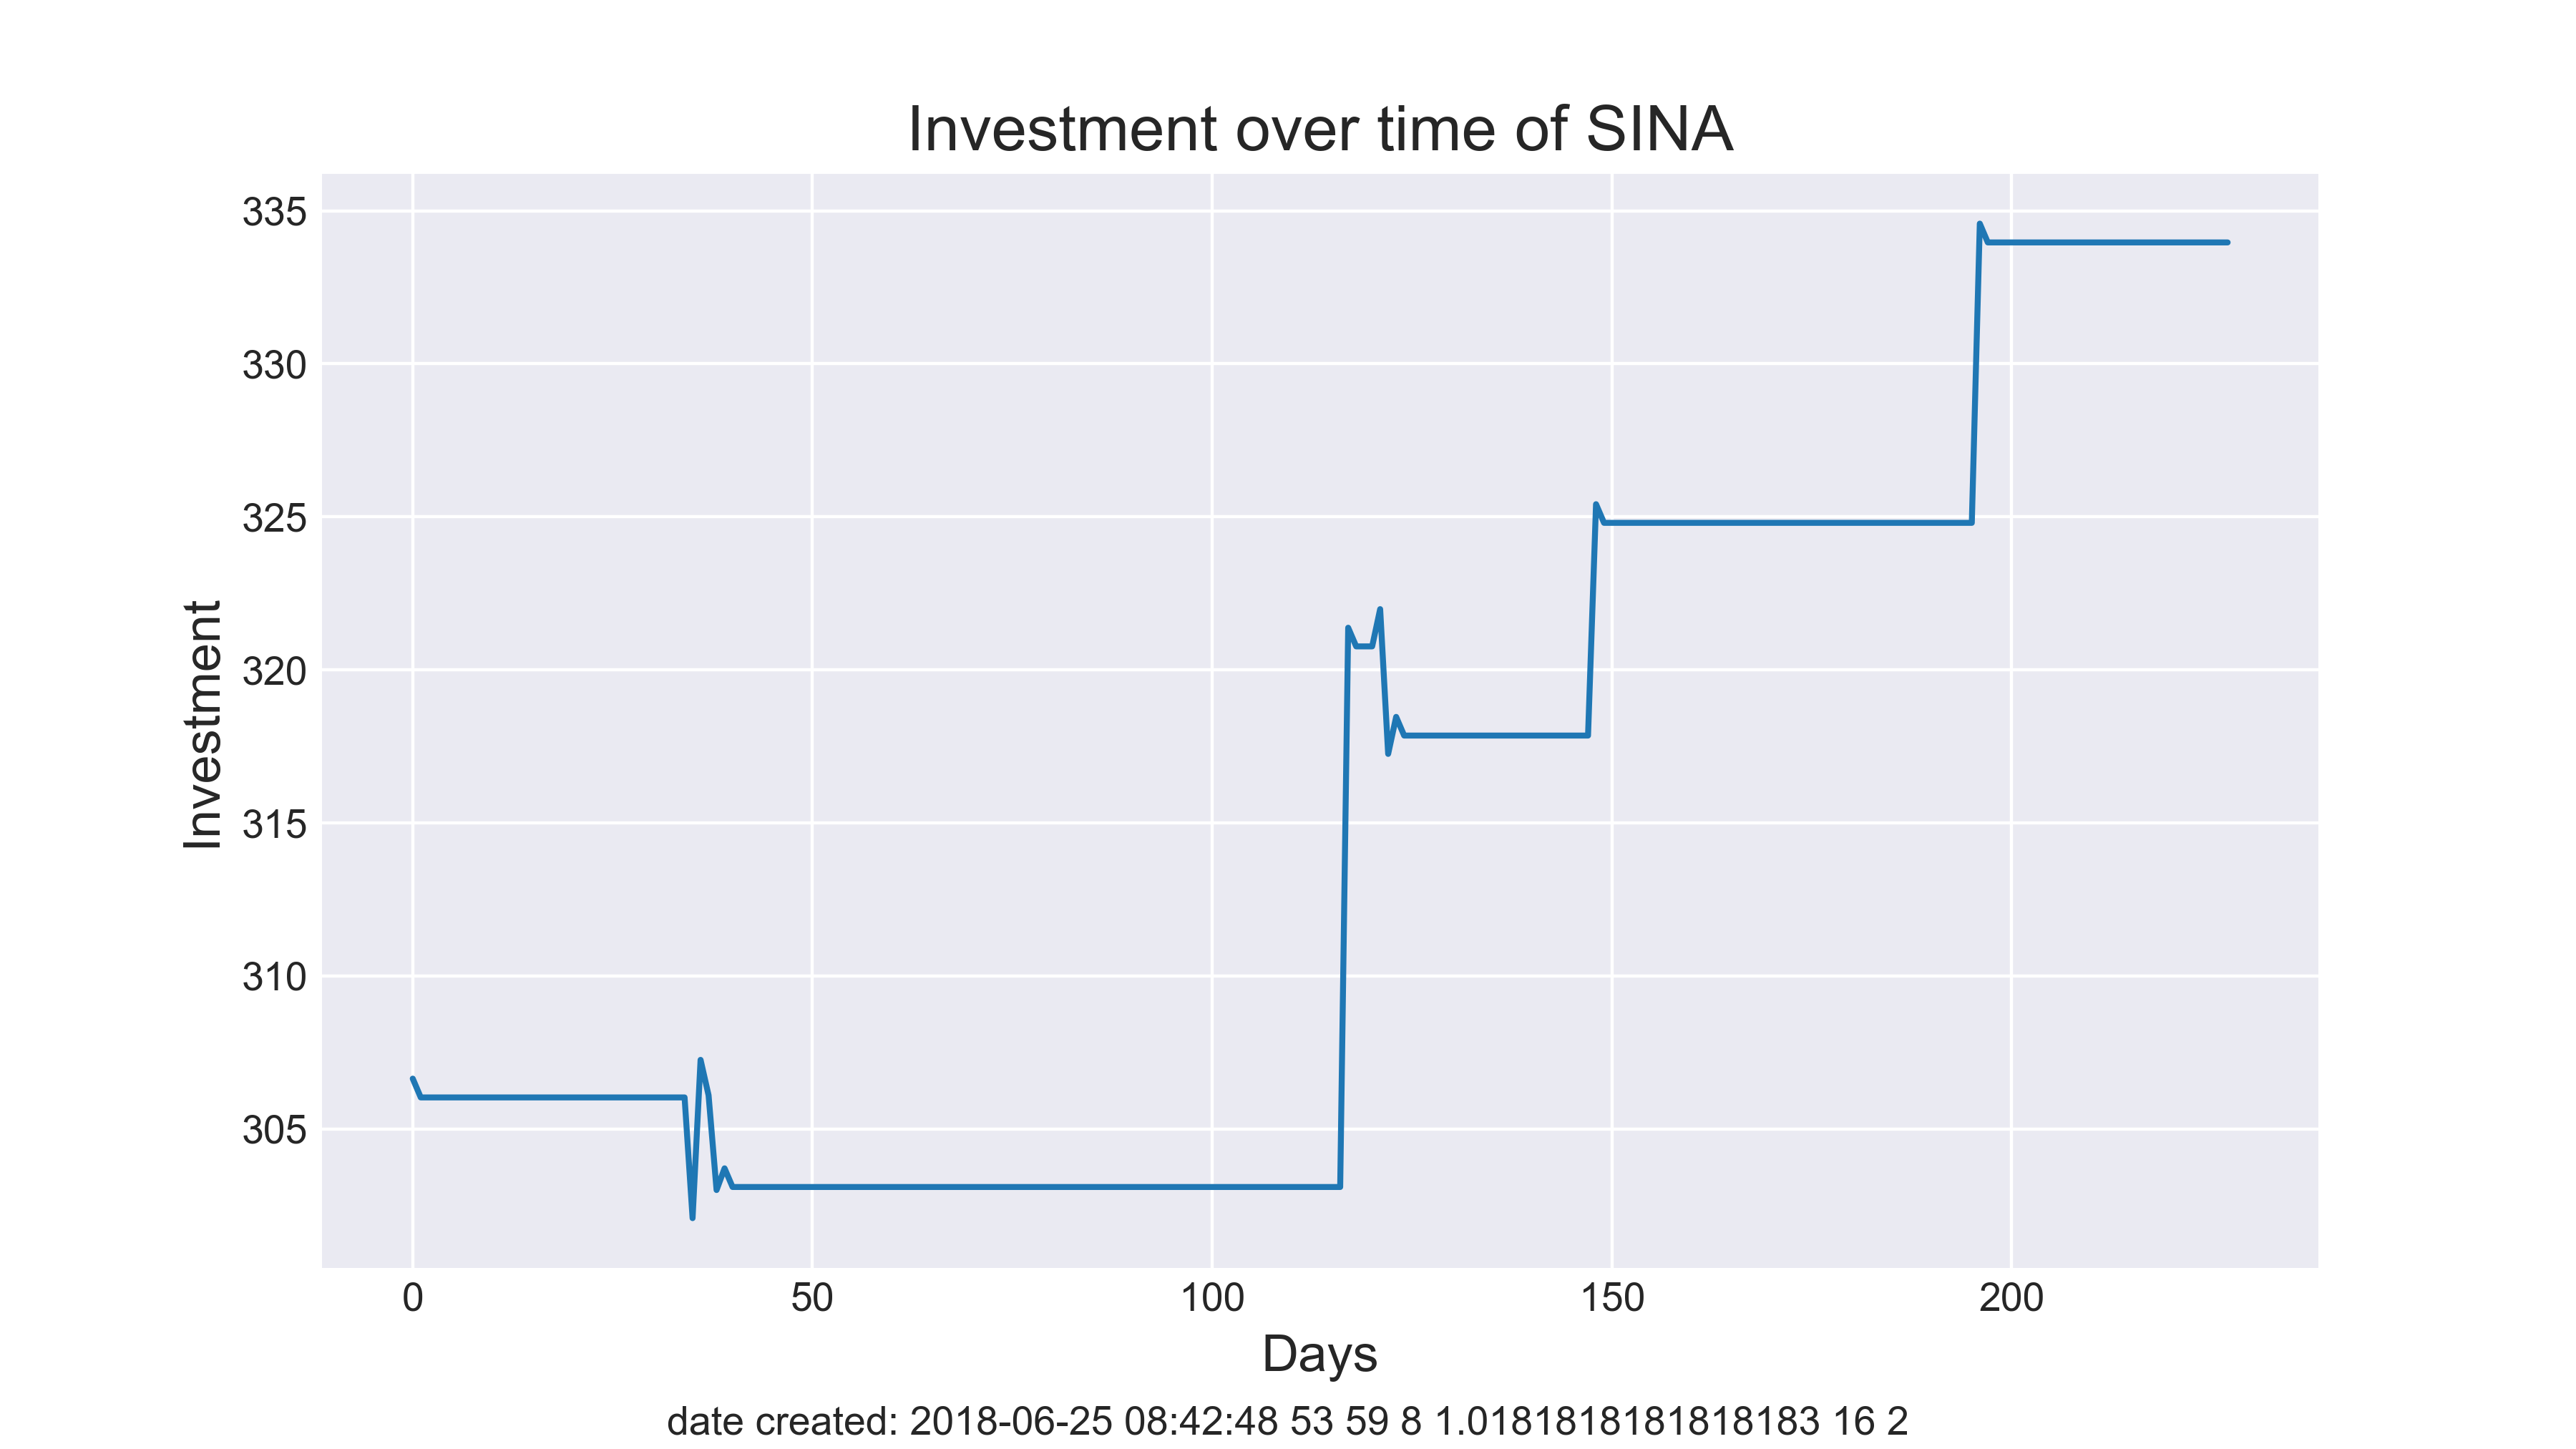 Investment over time of SINA
335
330
325
320
315
310
305
Investment
0 50 100 150 200
Days
date created: 2018-06-25 08:42:48 53 59 8 1.0181818181818183 16 2